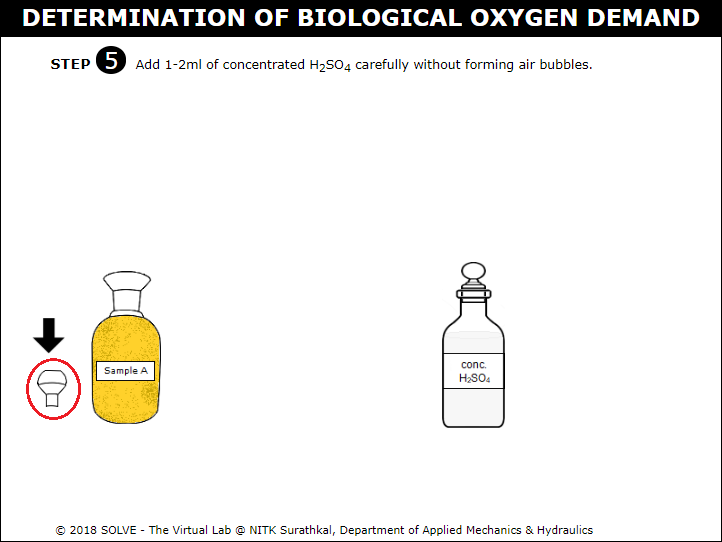 DETERMINATION OF BIOLOGICAL OXYGEN DEMAND
STEP 5 Add 1-2ml of concentrated H₂SO₄ carefully without forming air bubbles.
Sample A
conc.
H₂SO₄
© 2018 SOLVE - The Virtual Lab @ NITK Surathkal, Department of Applied Mechanics & Hydraulics